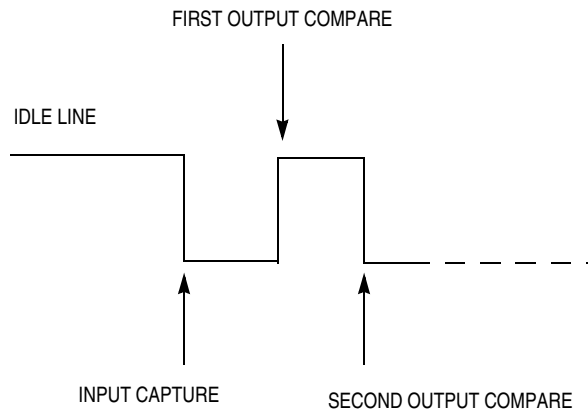 FIRST OUTPUT COMPARE
IDLE LINE
INPUT CAPTURE
SECOND OUTPUT COMPARE